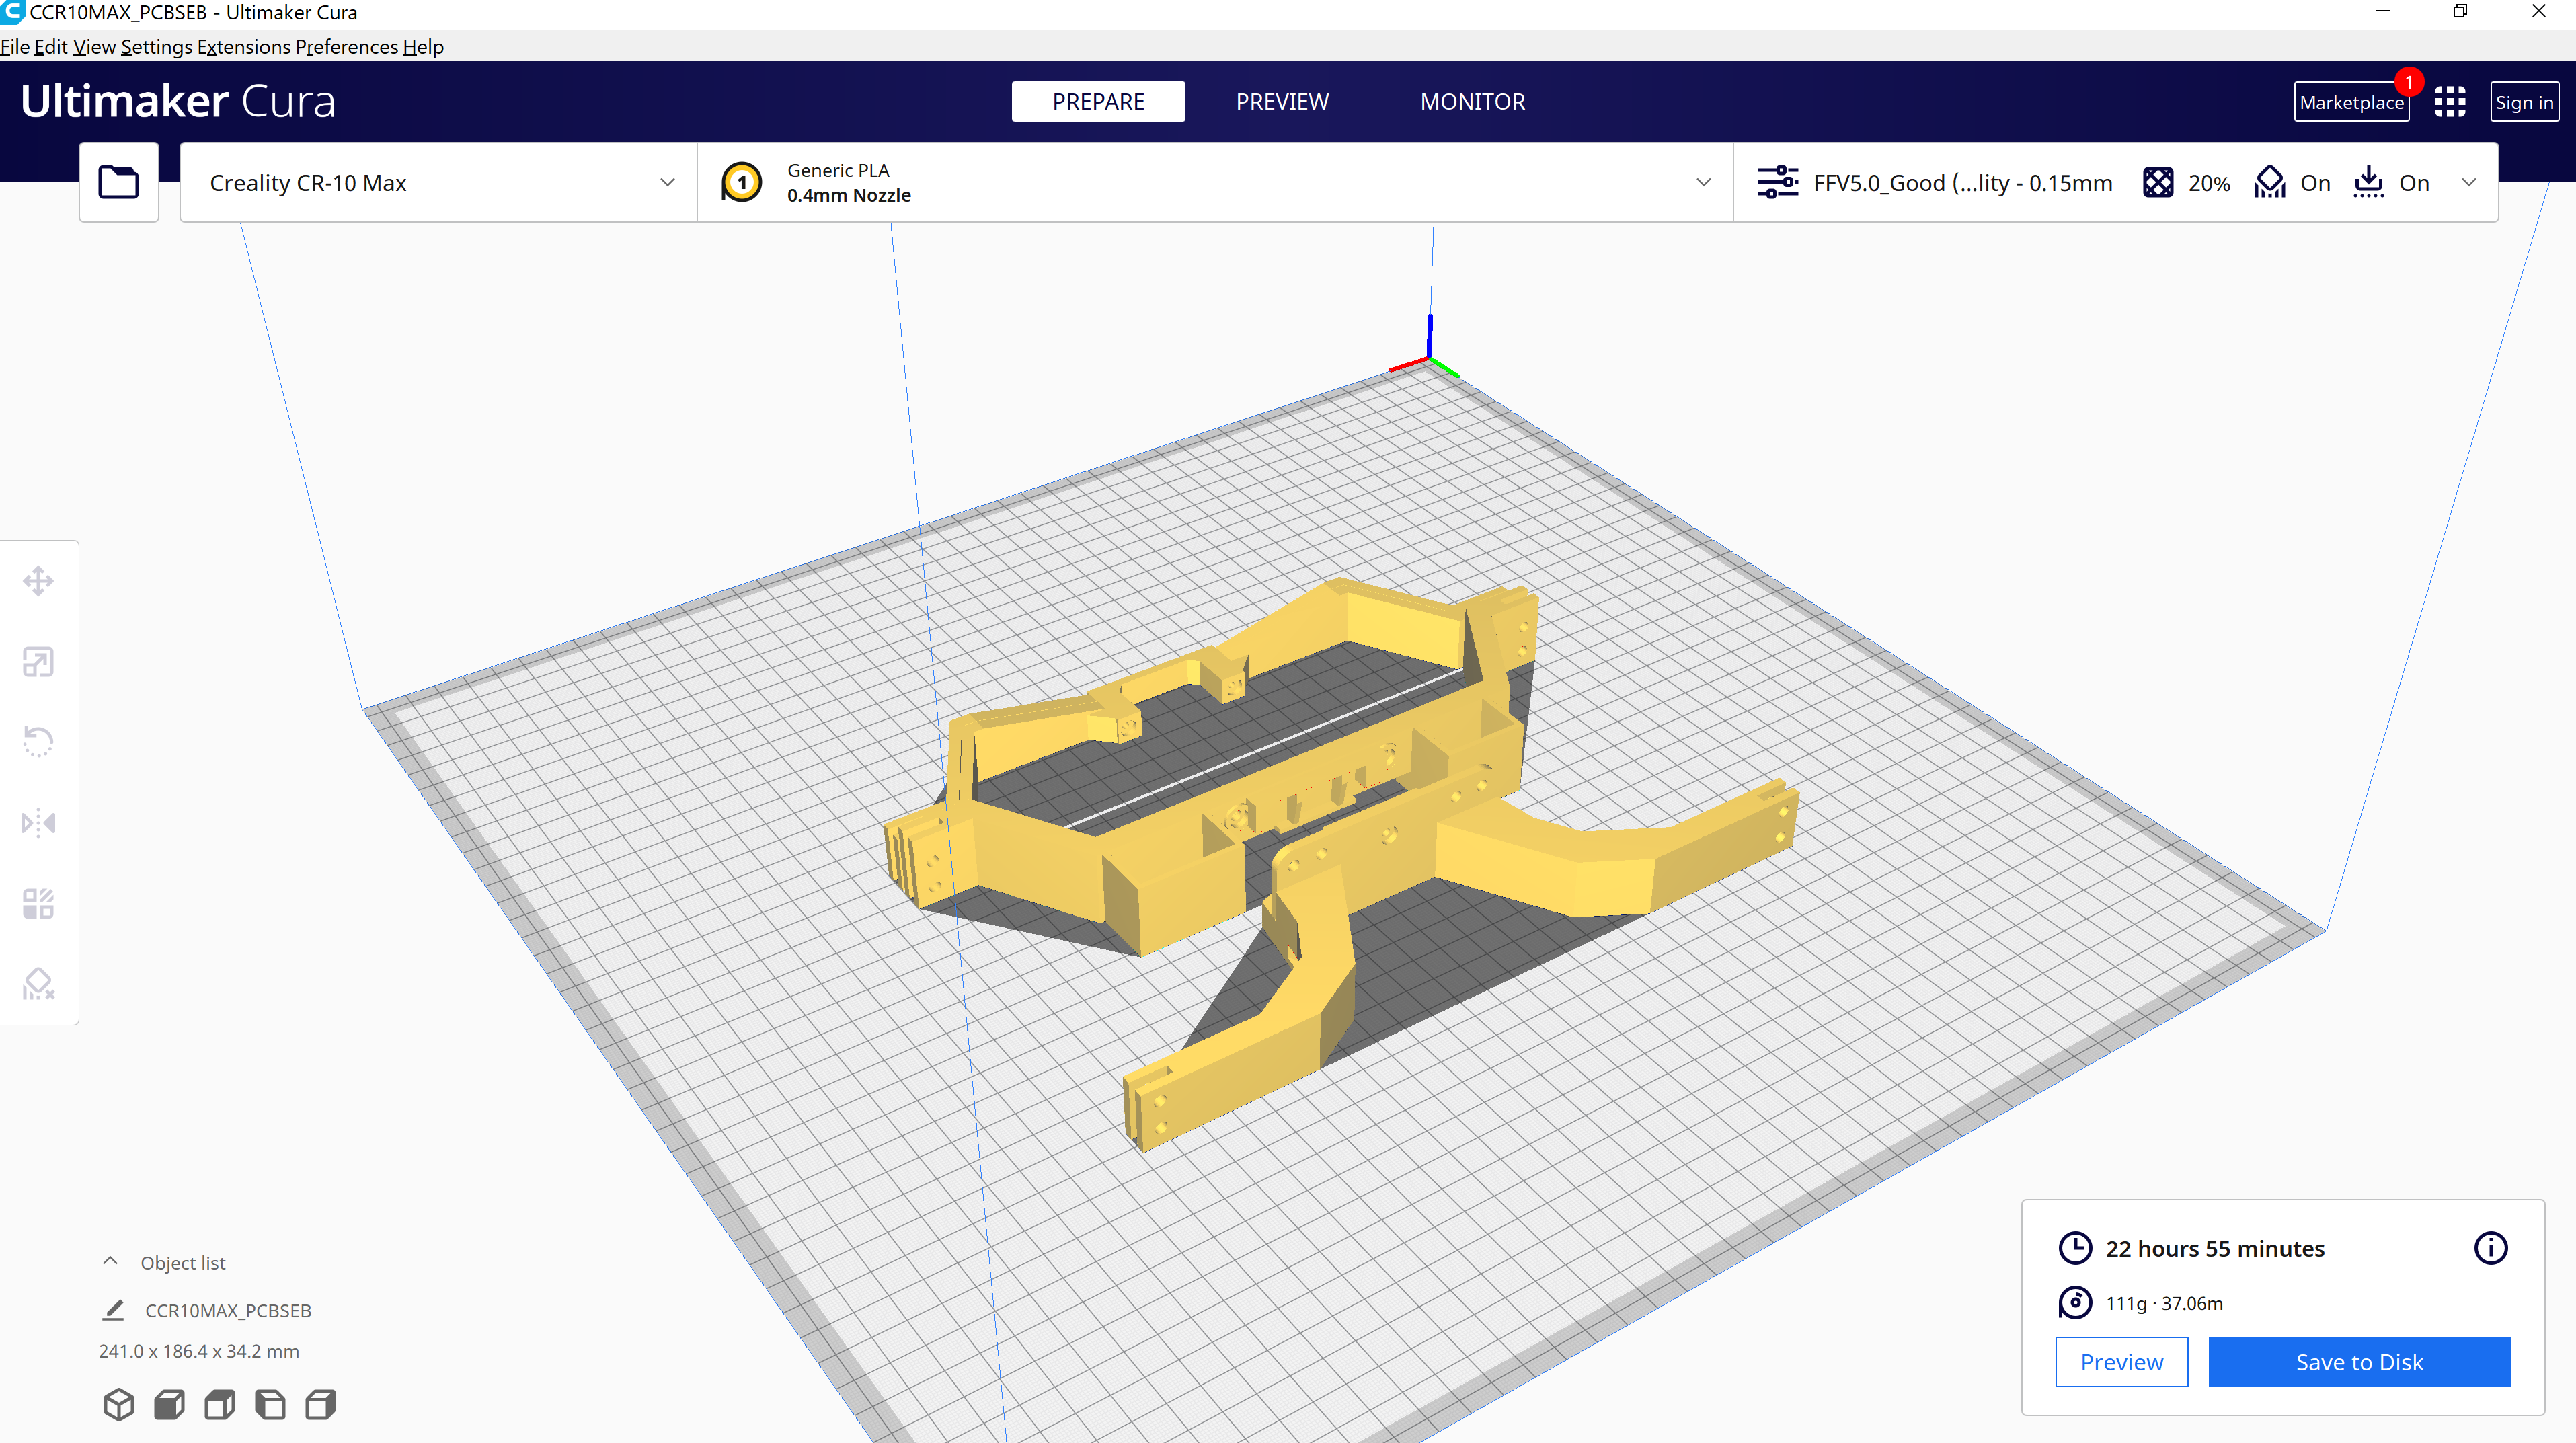 CCR10MAX_PCBSEB - Ultimaker Cura
File Edit View Settings Extensions Preferences Help
Ultimaker Cura
PREPARE
PREVIEW
MONITOR
Marketplace
1
Sign in
Creality CR-10 Max
1
Generic PLA
0.4mm Nozzle
FFV5.0_Good (...lity - 0.15mm
20%
On
On
Object list
CCR10MAX_PCBSEB
241.0 x 186.4 x 34.2 mm
22 hours 55 minutes
111g · 37.06m
Preview
Save to Disk